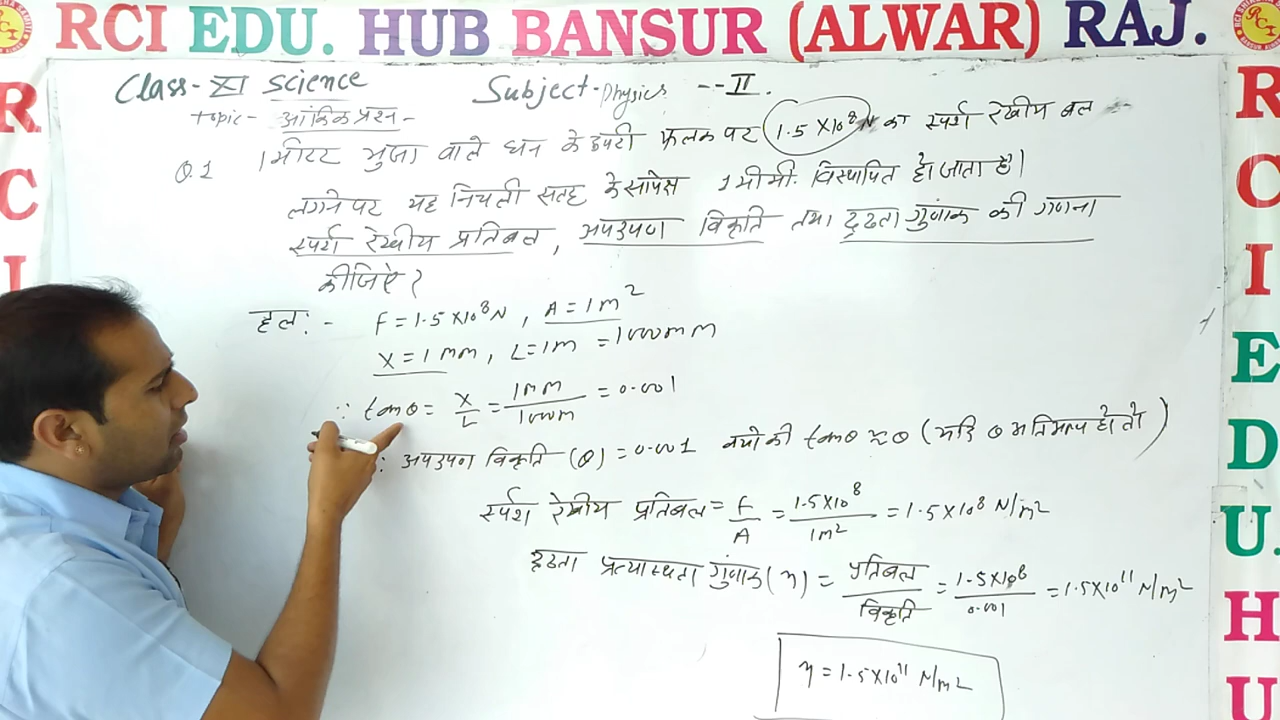 RCI EDU. HUB BANSUR (ALWAR) RAJ.
Class-XI Science
Subject-Physics --II.
Topic- आंकिक प्रश्न-
Q.1 1 मीटर भुजा वाले घन के ऊपरी फलक पर 1.5×10⁸N का स्पर्श रेखीय बल
लगाने पर यह निचली सतह के सापेक्ष 1 मीमी. विस्थापित हो जाता है।
स्पर्श रेखीय प्रतिबल, अपरूपण विकृति तथा दृढता गुणांक की गणना
कीजिऐ?
हल:- F=1.5×10⁸N, A=1m²
X=1mm, L=1m =1000mm
∵ tanθ= X/L = 1mm/1000m =0.001
∴ अपरूपण विकृति (θ)=0.001 क्योकी tanθ≈θ (यदि θ अतिअल्प हो तो)
स्पर्श रेखीय प्रतिबल= F/A = 1.5×10⁸/1m² =1.5×10⁸ N/m²
दृढता प्रत्यास्थता गुणांक(η) = प्रतिबल/विकृति = 1.5×10⁸/0.001 =1.5×10¹¹ N/m²
η=1.5×10¹¹ N/m²
R
C
I
R
C
I
E
D
U.
H
U